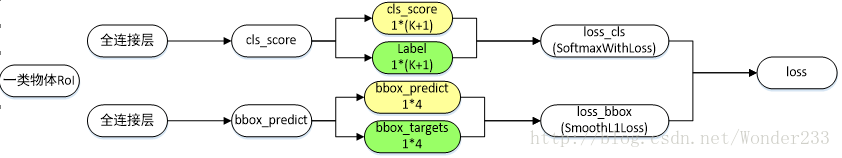 一类物体RoI
全连接层
cls_score
cls_score
1*(K+1)
Label
1*(K+1)
loss_cls
(SoftmaxWithLoss)
loss
全连接层
bbox_predict
bbox_predict
1*4
bbox_targets
1*4
loss_bbox
(SmoothL1Loss)
http://blog.csdn.net/Wonder233